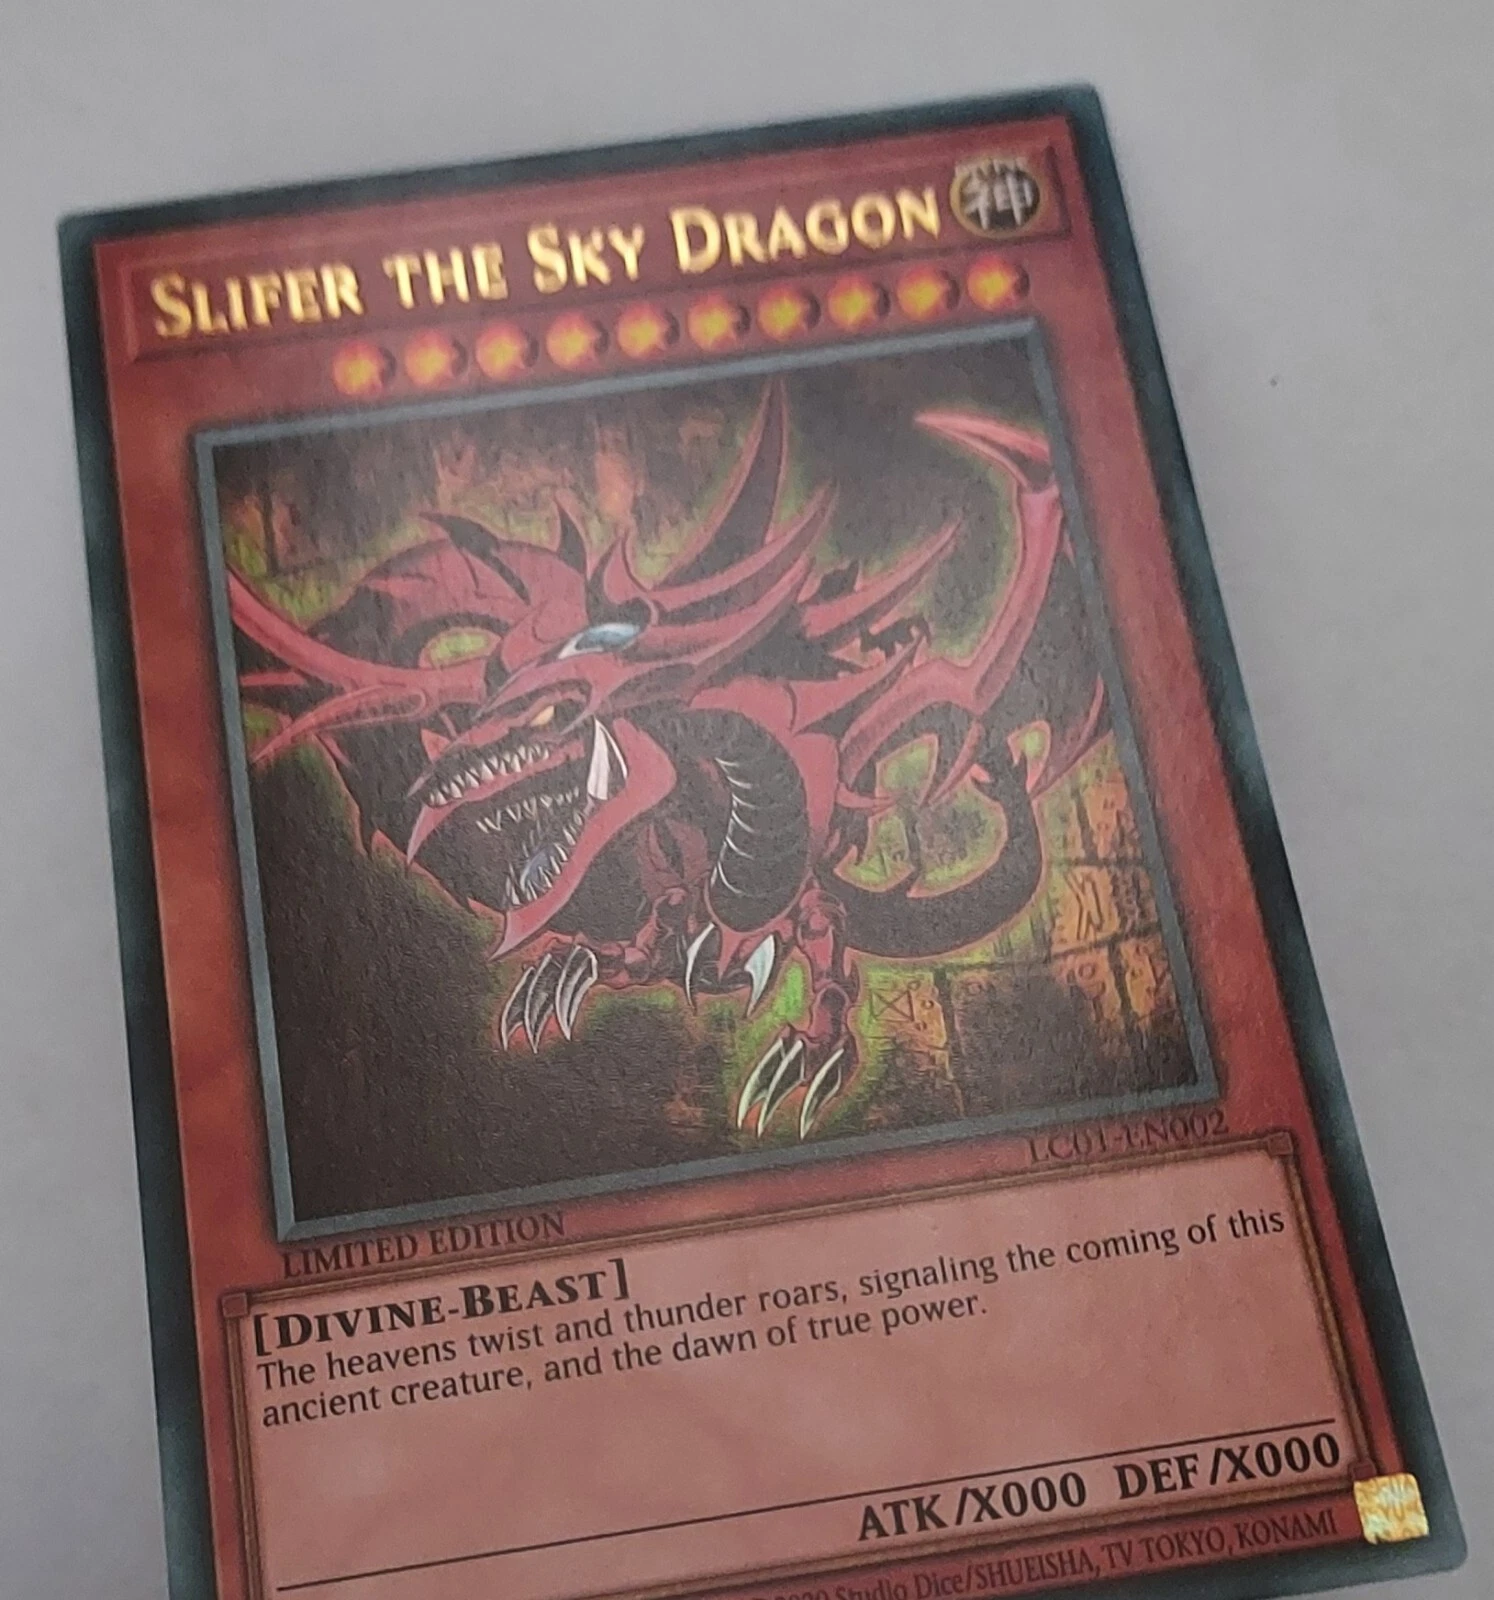 SLIFER THE SKY DRAGON 神
LC01-EN002
LIMITED EDITION
[DIVINE-BEAST]
The heavens twist and thunder roars, signaling the coming of this
ancient creature, and the dawn of true power.
ATK/X000 DEF/X000
Studio Dice/SHUEISHA, TV TOKYO, KONAMI